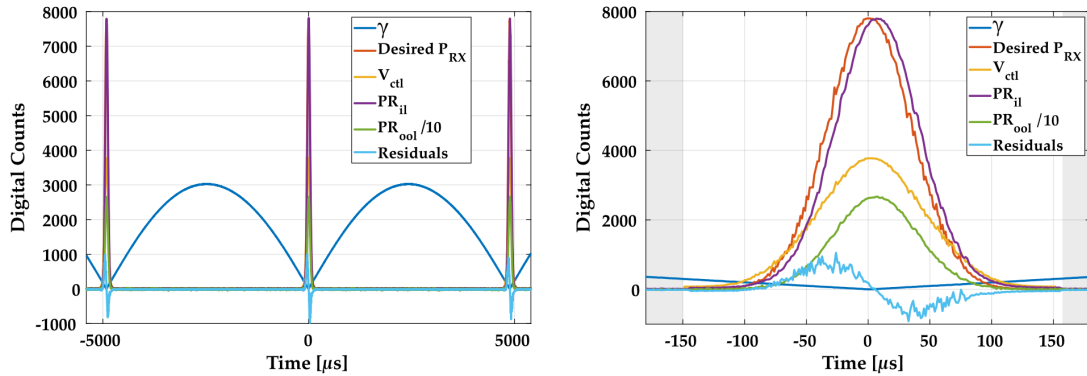 8000
7000
6000
5000
4000
3000
2000
1000
0
-1000
Digital Counts
-5000
0
5000
Time [μs]
γ
Desired P_RX
V_ctl
PR_il
PR_ool /10
Residuals
8000
6000
4000
2000
0
Digital Counts
-150
-100
-50
0
50
100
150
Time [μs]
γ
Desired P_RX
V_ctl
PR_il
PR_ool /10
Residuals